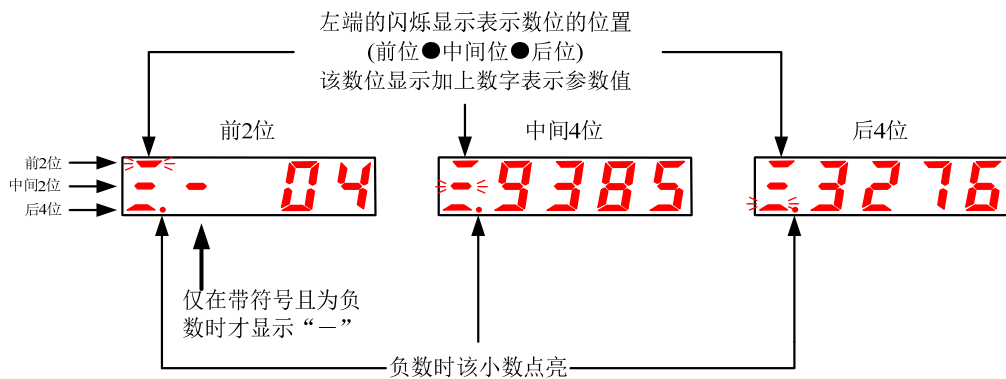 左端的闪烁显示表示数位的位置
(前位●中间位●后位)
该数位显示加上数字表示参数值
前2位
中间4位
后4位
前2位
中间2位
后4位
- 04
9385
3276
仅在带符号且为负
数时才显示“－”
负数时该小数点亮